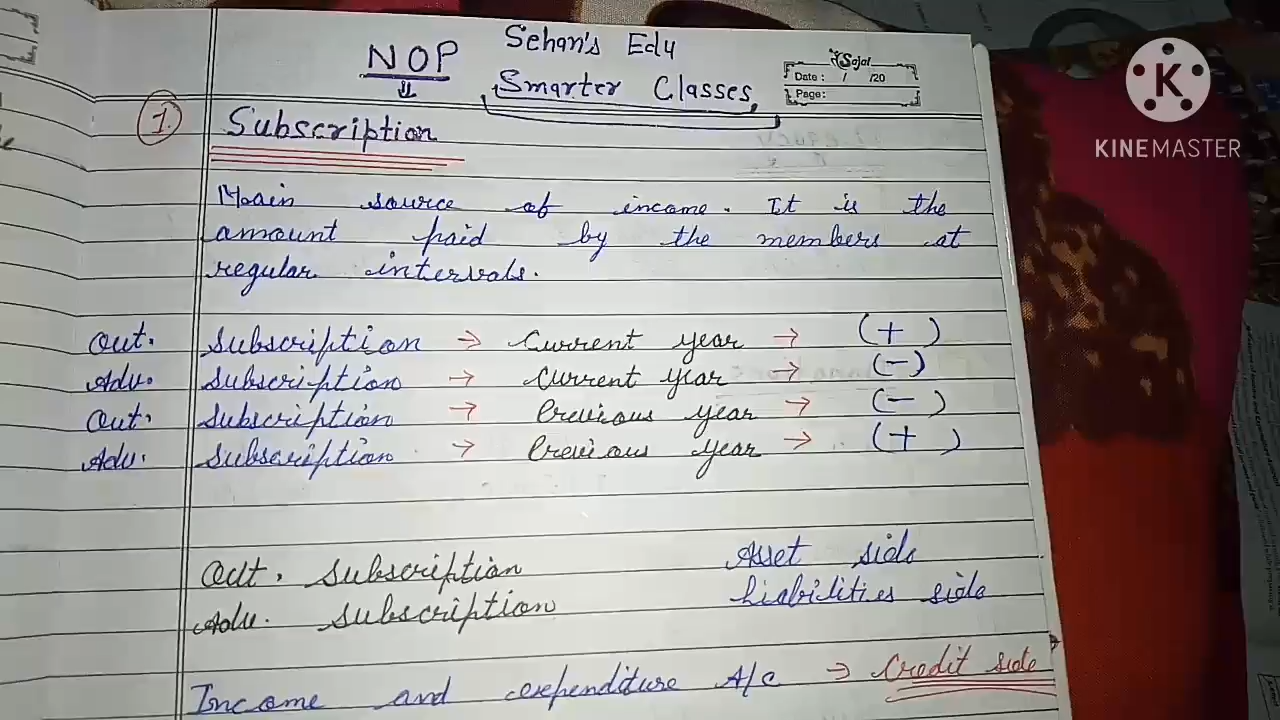 NOP Sehan's Edu
Smarter Classes
Sojal
Date : / /20
Page:
KINEMASTER
1.) Subscription
Main source of income. It is the
amount paid by the members at
regular intervals.
Out. Subscription → Current year → (+)
Adv. Subscription → Current year → (-)
Out. Subscription → Previous year → (-)
Adv. Subscription → Previous year → (+)
Out. Subscription Asset side
Adv. Subscription Liabilities side
Income and expenditure A/c → Credit side